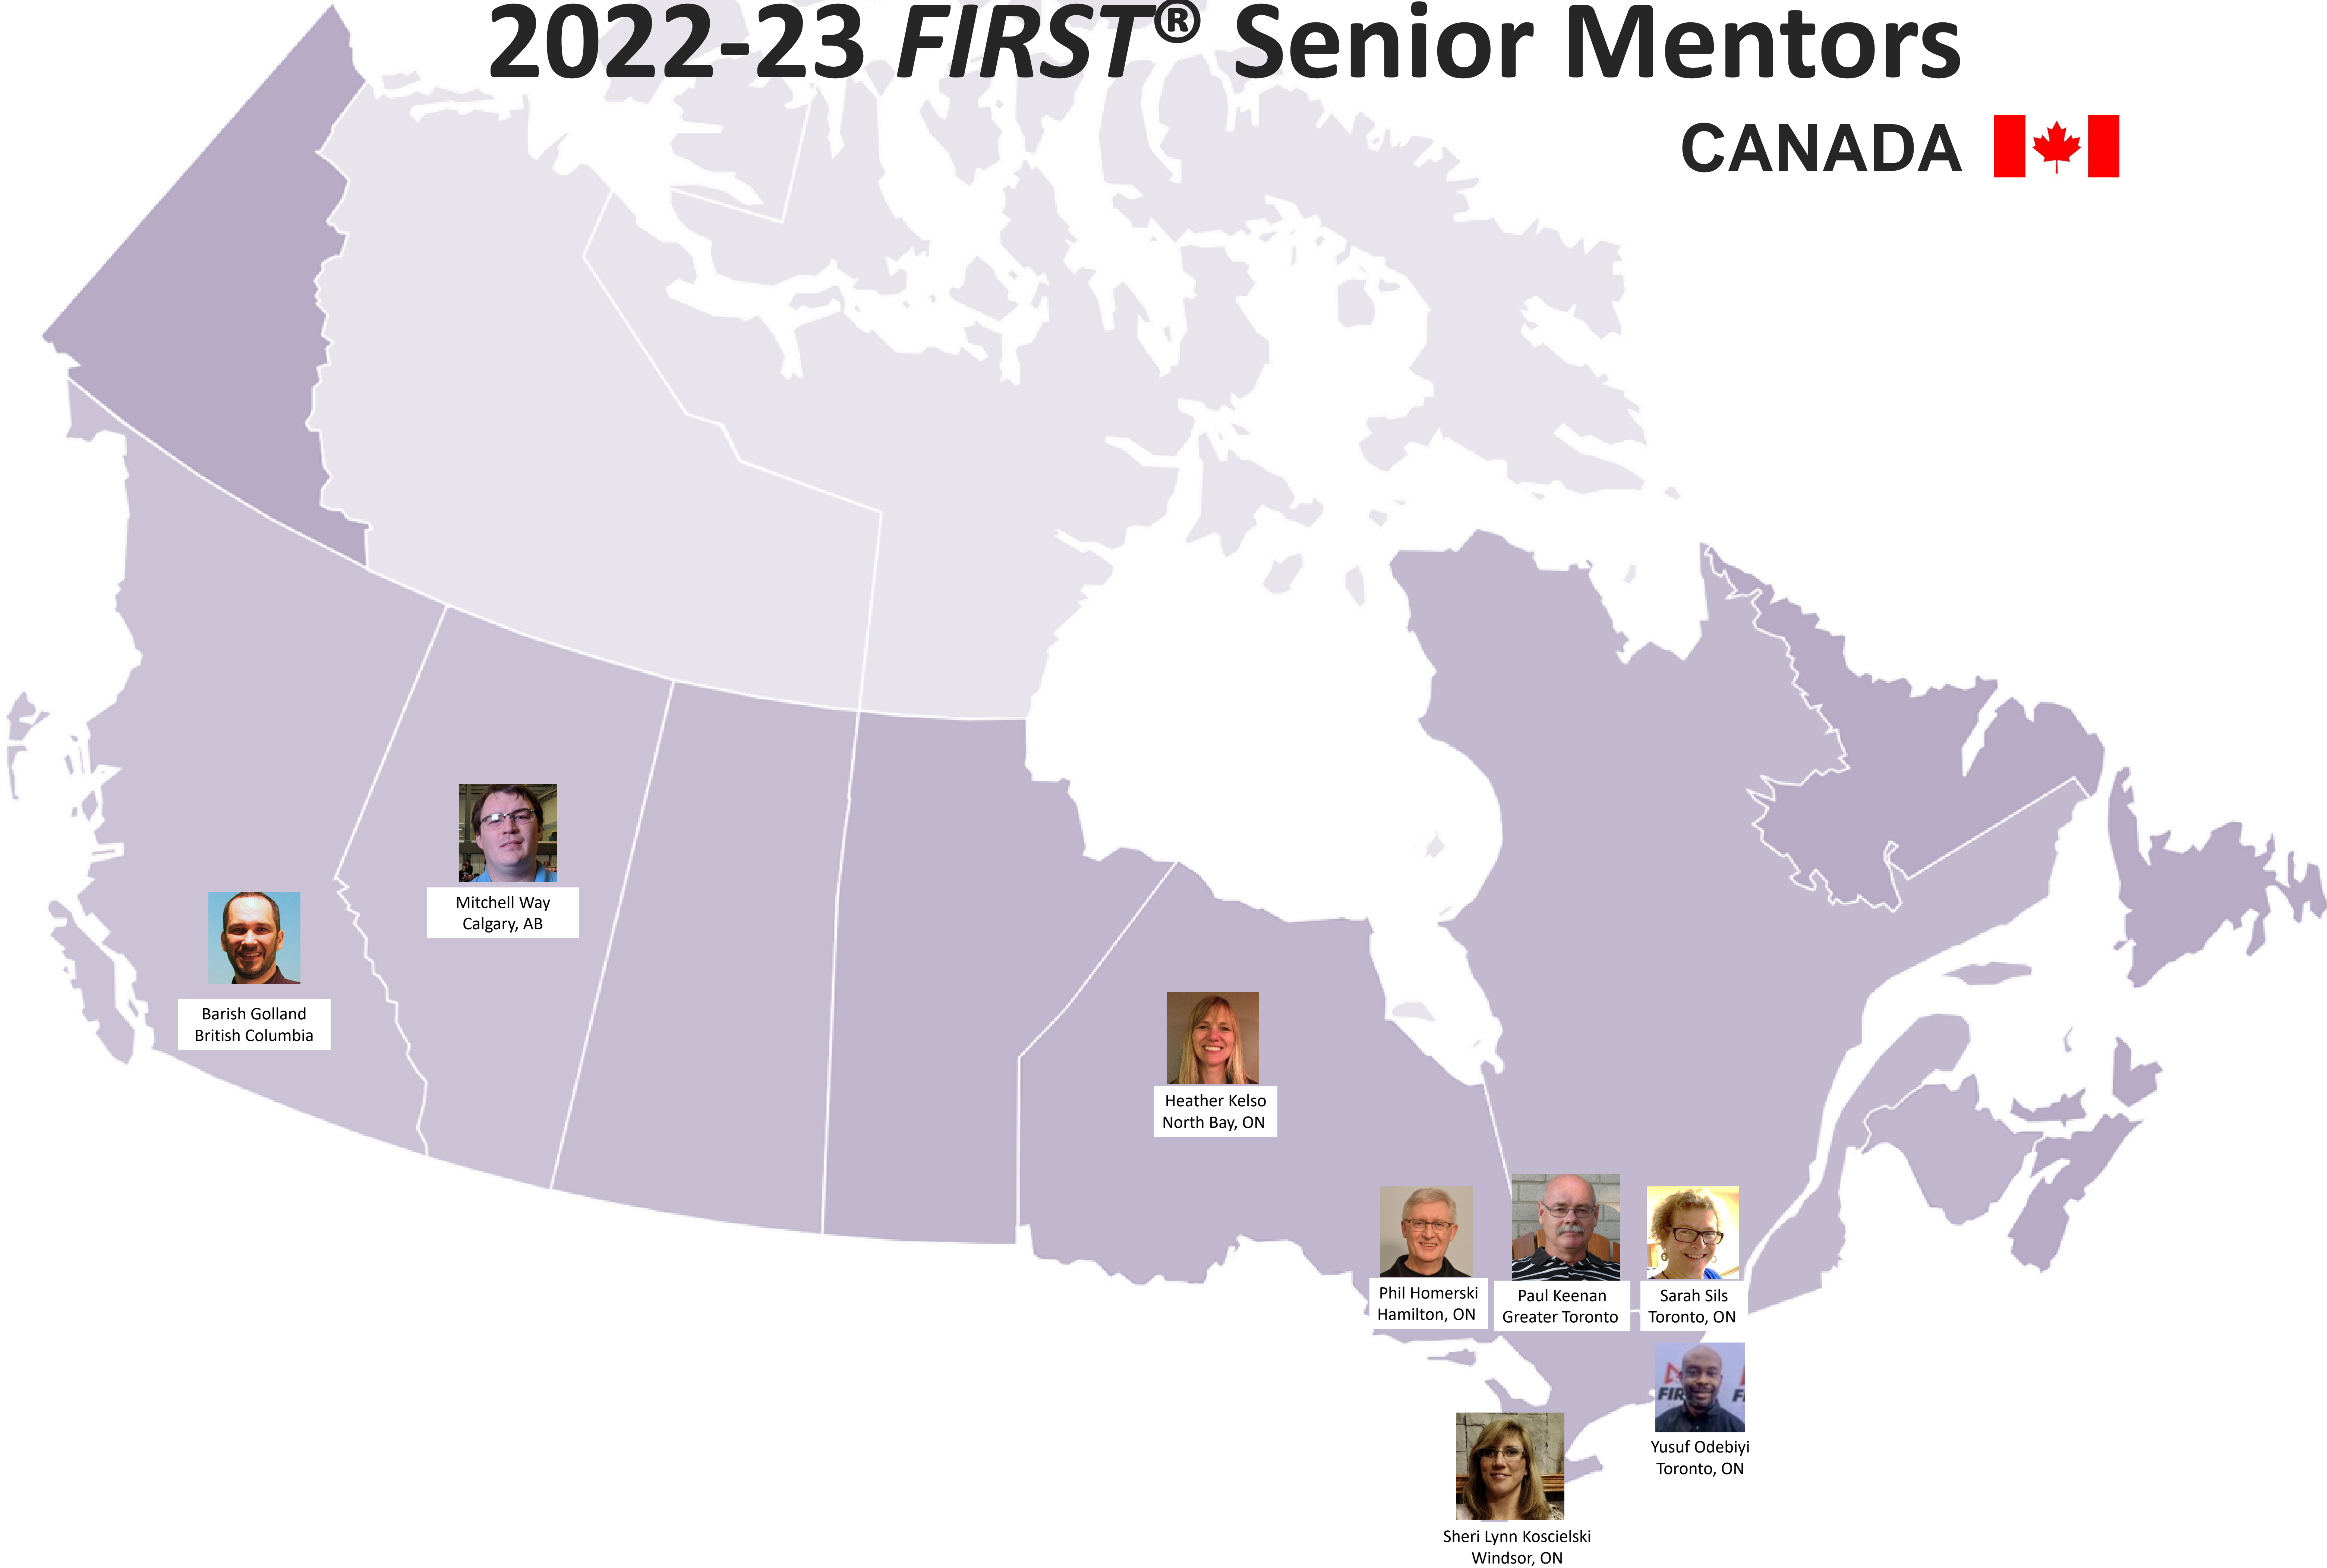 2022-23 FIRST® Senior Mentors
CANADA
Mitchell Way
Calgary, AB
Barish Golland
British Columbia
Heather Kelso
North Bay, ON
Phil Homerski
Hamilton, ON
Paul Keenan
Greater Toronto
Sarah Sils
Toronto, ON
FIR
F
Yusuf Odebiyi
Toronto, ON
Sheri Lynn Koscielski
Windsor, ON